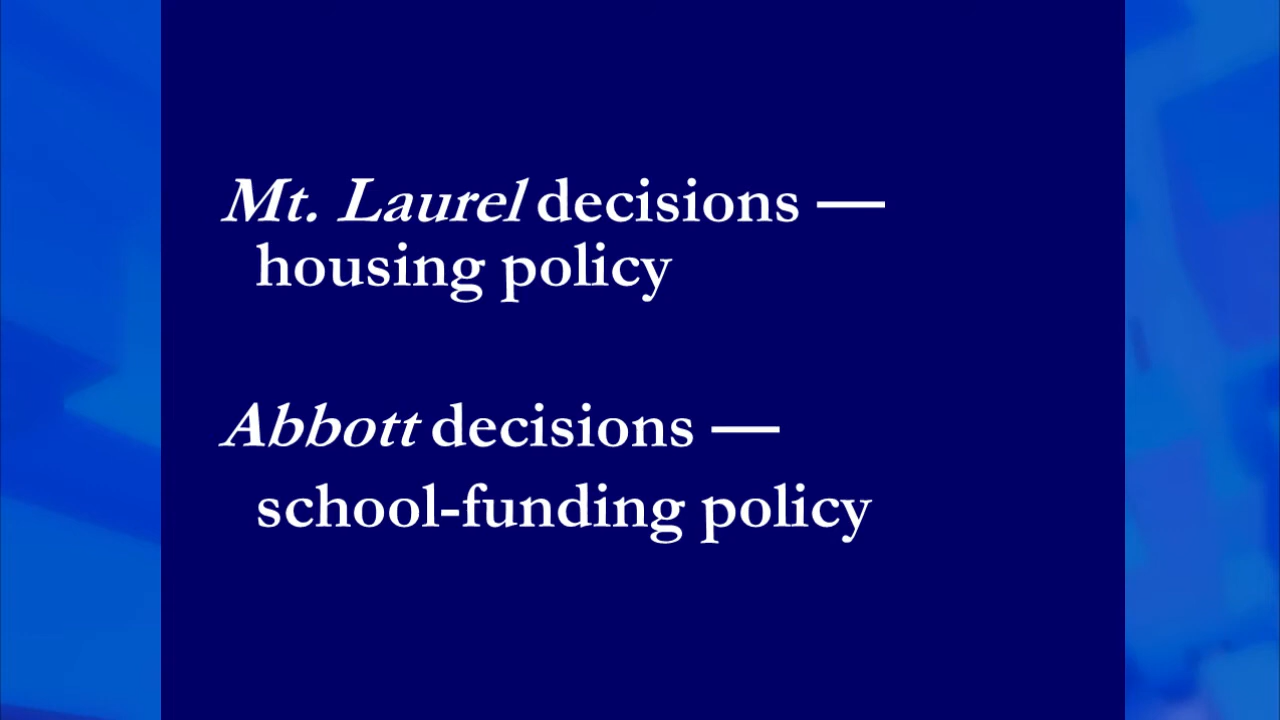 Mt. Laurel decisions —
housing policy
Abbott decisions —
school-funding policy